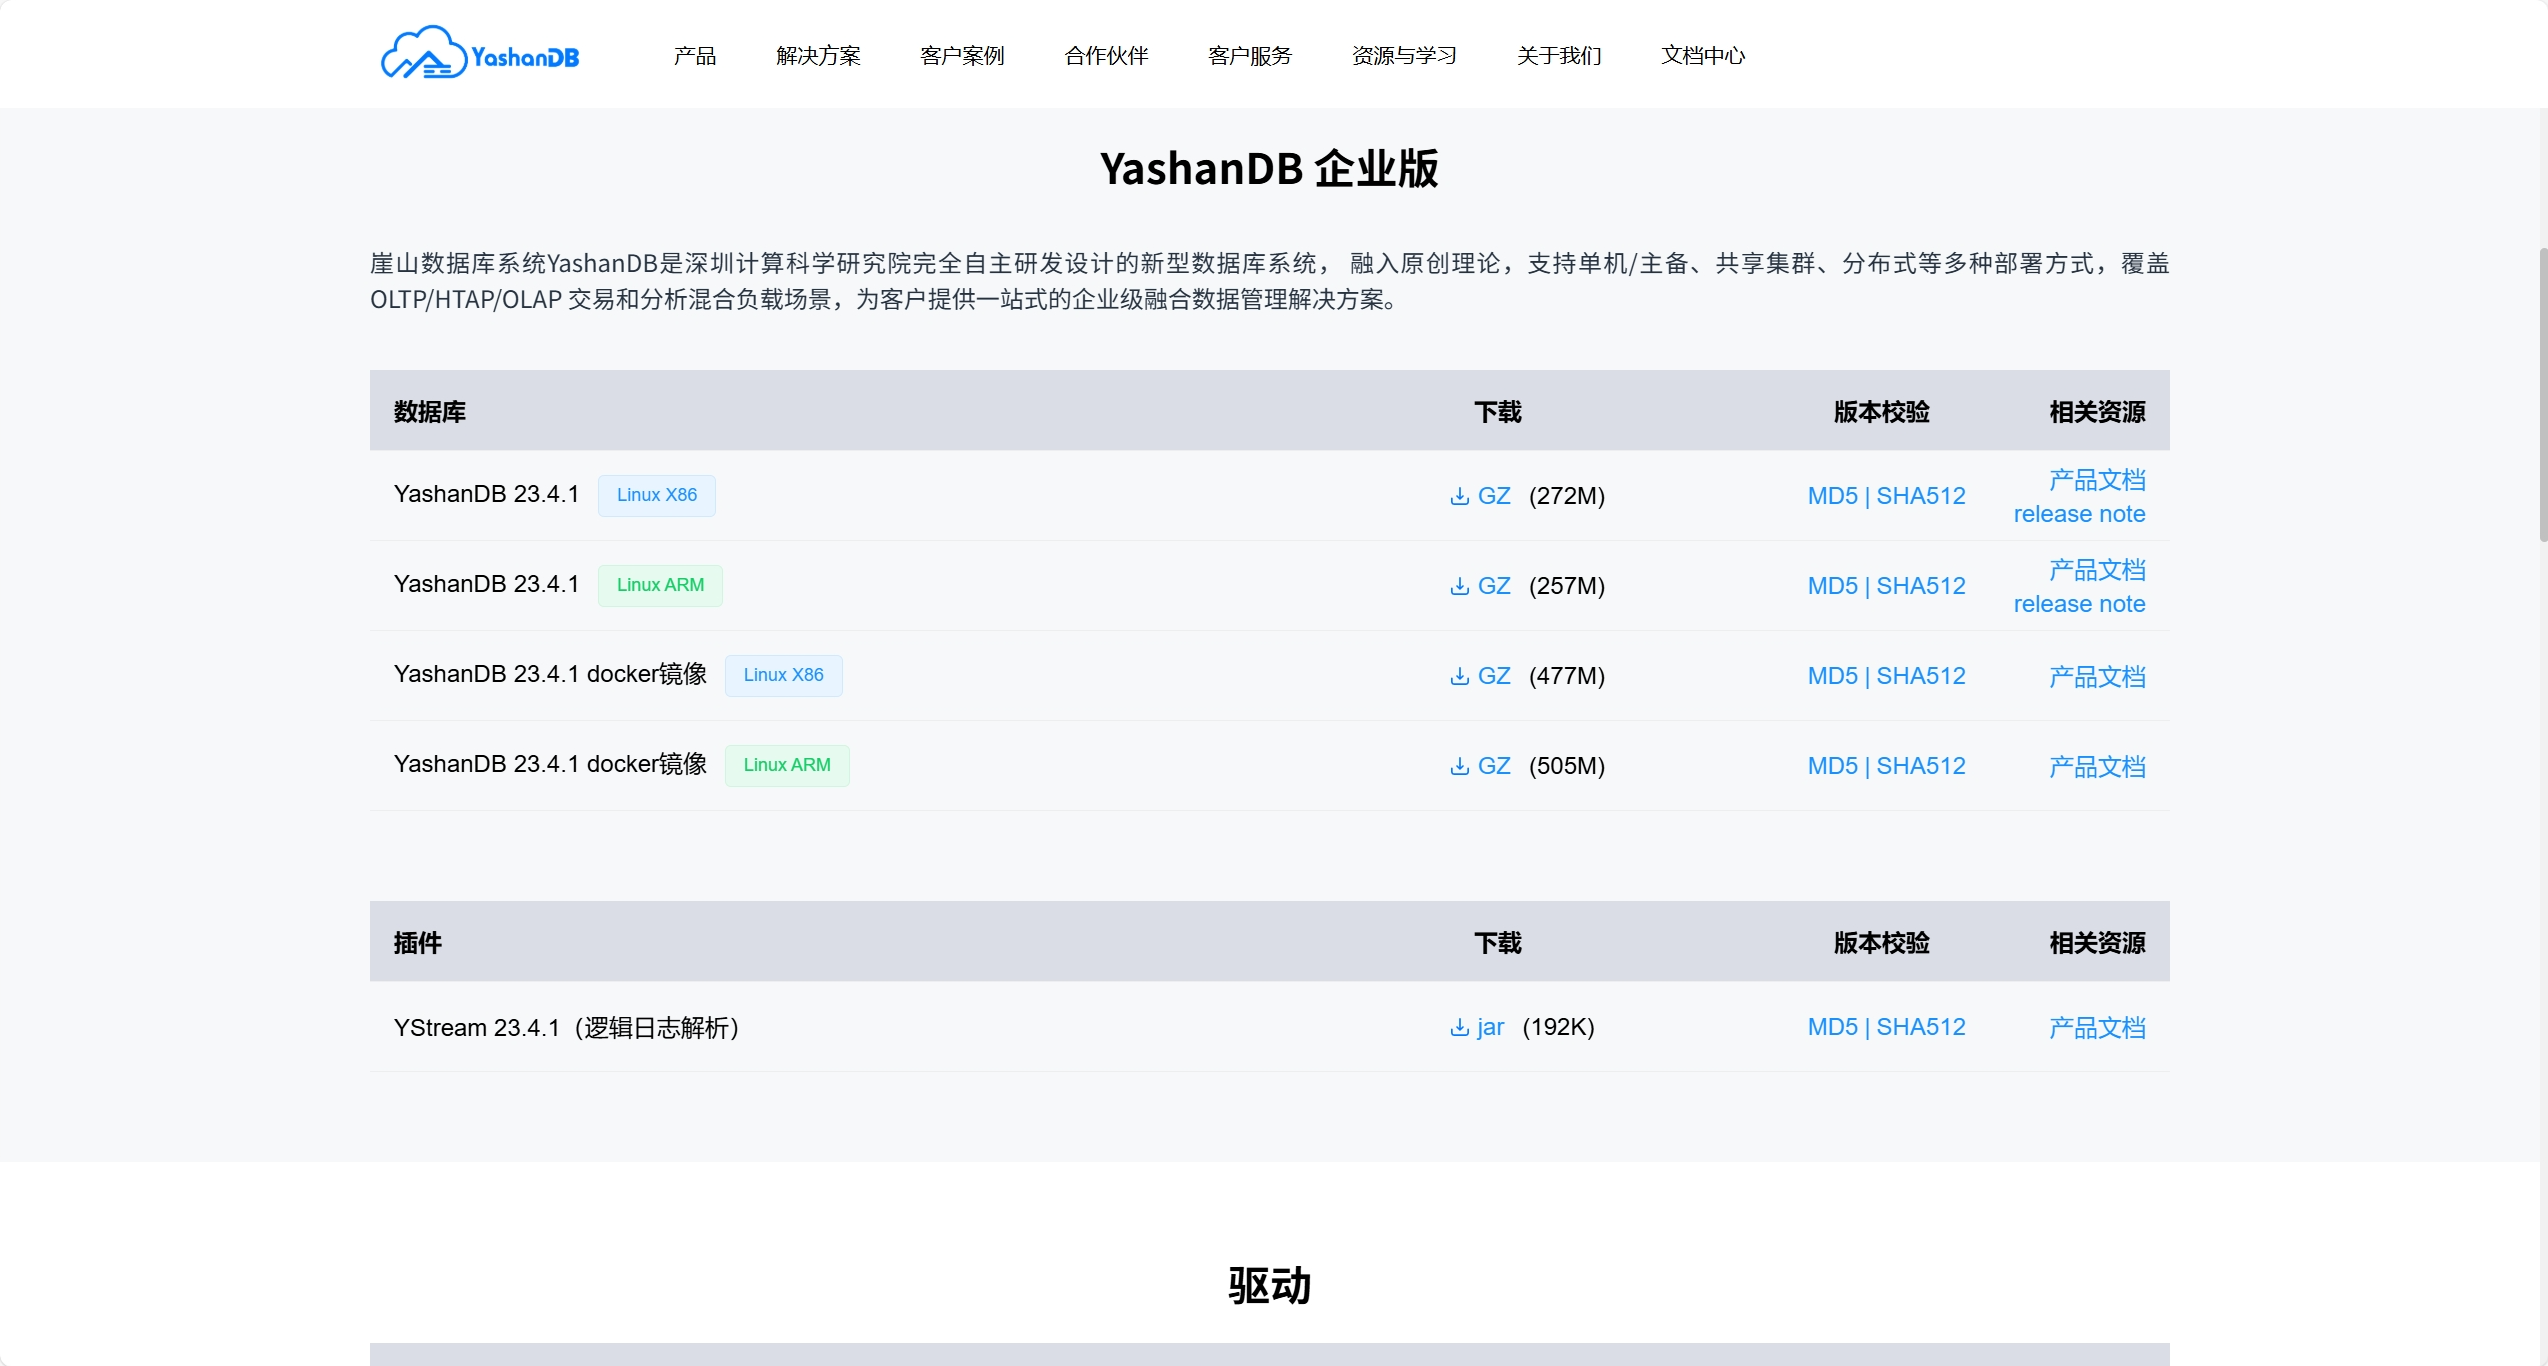 YashanDB 产品 解决方案 客户案例 合作伙伴 客户服务 资源与学习 关于我们 文档中心
YashanDB 企业版
崖山数据库系统YashanDB是深圳计算科学研究院完全自主研发设计的新型数据库系统， 融入原创理论，支持单机/主备、共享集群、分布式等多种部署方式，覆盖
OLTP/HTAP/OLAP 交易和分析混合负载场景，为客户提供一站式的企业级融合数据管理解决方案。
数据库 下载 版本校验 相关资源
YashanDB 23.4.1 Linux X86 GZ (272M) MD5 | SHA512 产品文档
release note
YashanDB 23.4.1 Linux ARM GZ (257M) MD5 | SHA512 产品文档
release note
YashanDB 23.4.1 docker镜像 Linux X86 GZ (477M) MD5 | SHA512 产品文档
YashanDB 23.4.1 docker镜像 Linux ARM GZ (505M) MD5 | SHA512 产品文档
插件 下载 版本校验 相关资源
YStream 23.4.1（逻辑日志解析） jar (192K) MD5 | SHA512 产品文档
驱动